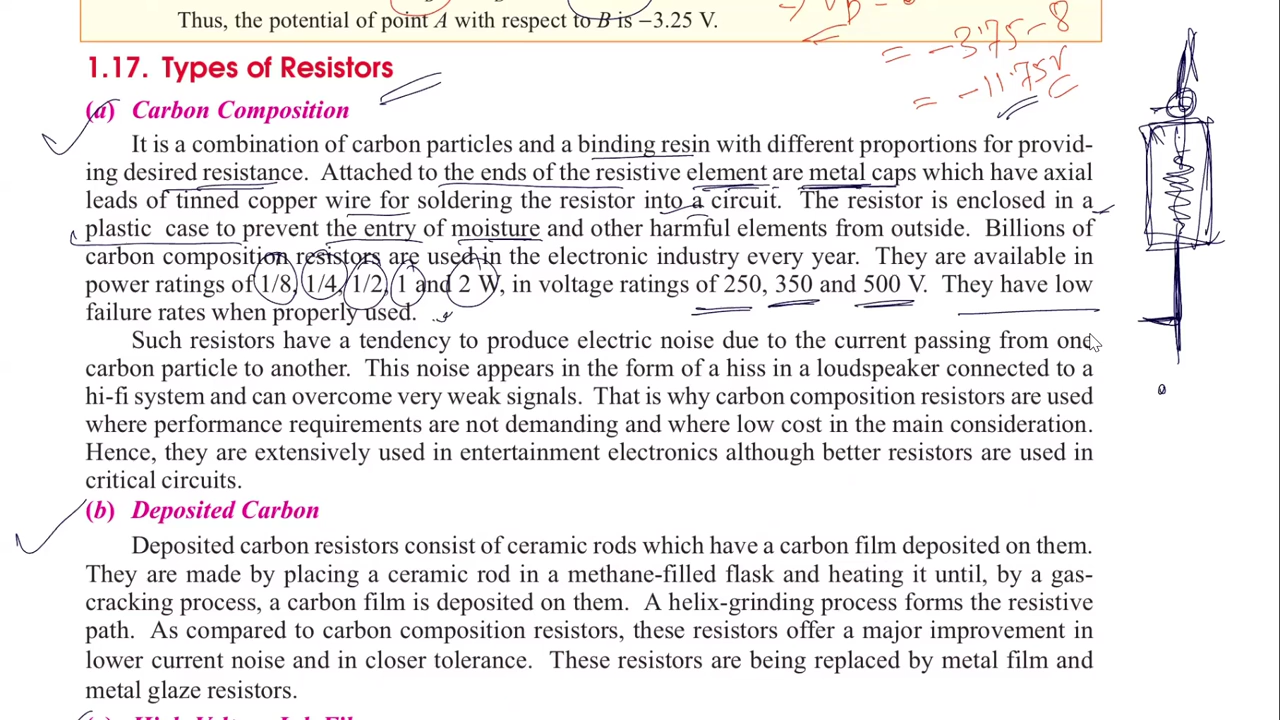 Thus, the potential of point A with respect to B is −3.25 V.
= −3.75−8
= −11.75V
1.17. Types of Resistors
(a) Carbon Composition
It is a combination of carbon particles and a binding resin with different proportions for provid-
ing desired resistance. Attached to the ends of the resistive element are metal caps which have axial
leads of tinned copper wire for soldering the resistor into a circuit. The resistor is enclosed in a
plastic case to prevent the entry of moisture and other harmful elements from outside. Billions of
carbon composition resistors are used in the electronic industry every year. They are available in
power ratings of 1/8, 1/4, 1/2, 1 and 2 W, in voltage ratings of 250, 350 and 500 V. They have low
failure rates when properly used.
Such resistors have a tendency to produce electric noise due to the current passing from one
carbon particle to another. This noise appears in the form of a hiss in a loudspeaker connected to a
hi-fi system and can overcome very weak signals. That is why carbon composition resistors are used
where performance requirements are not demanding and where low cost in the main consideration.
Hence, they are extensively used in entertainment electronics although better resistors are used in
critical circuits.
(b) Deposited Carbon
Deposited carbon resistors consist of ceramic rods which have a carbon film deposited on them.
They are made by placing a ceramic rod in a methane-filled flask and heating it until, by a gas-
cracking process, a carbon film is deposited on them. A helix-grinding process forms the resistive
path. As compared to carbon composition resistors, these resistors offer a major improvement in
lower current noise and in closer tolerance. These resistors are being replaced by metal film and
metal glaze resistors.